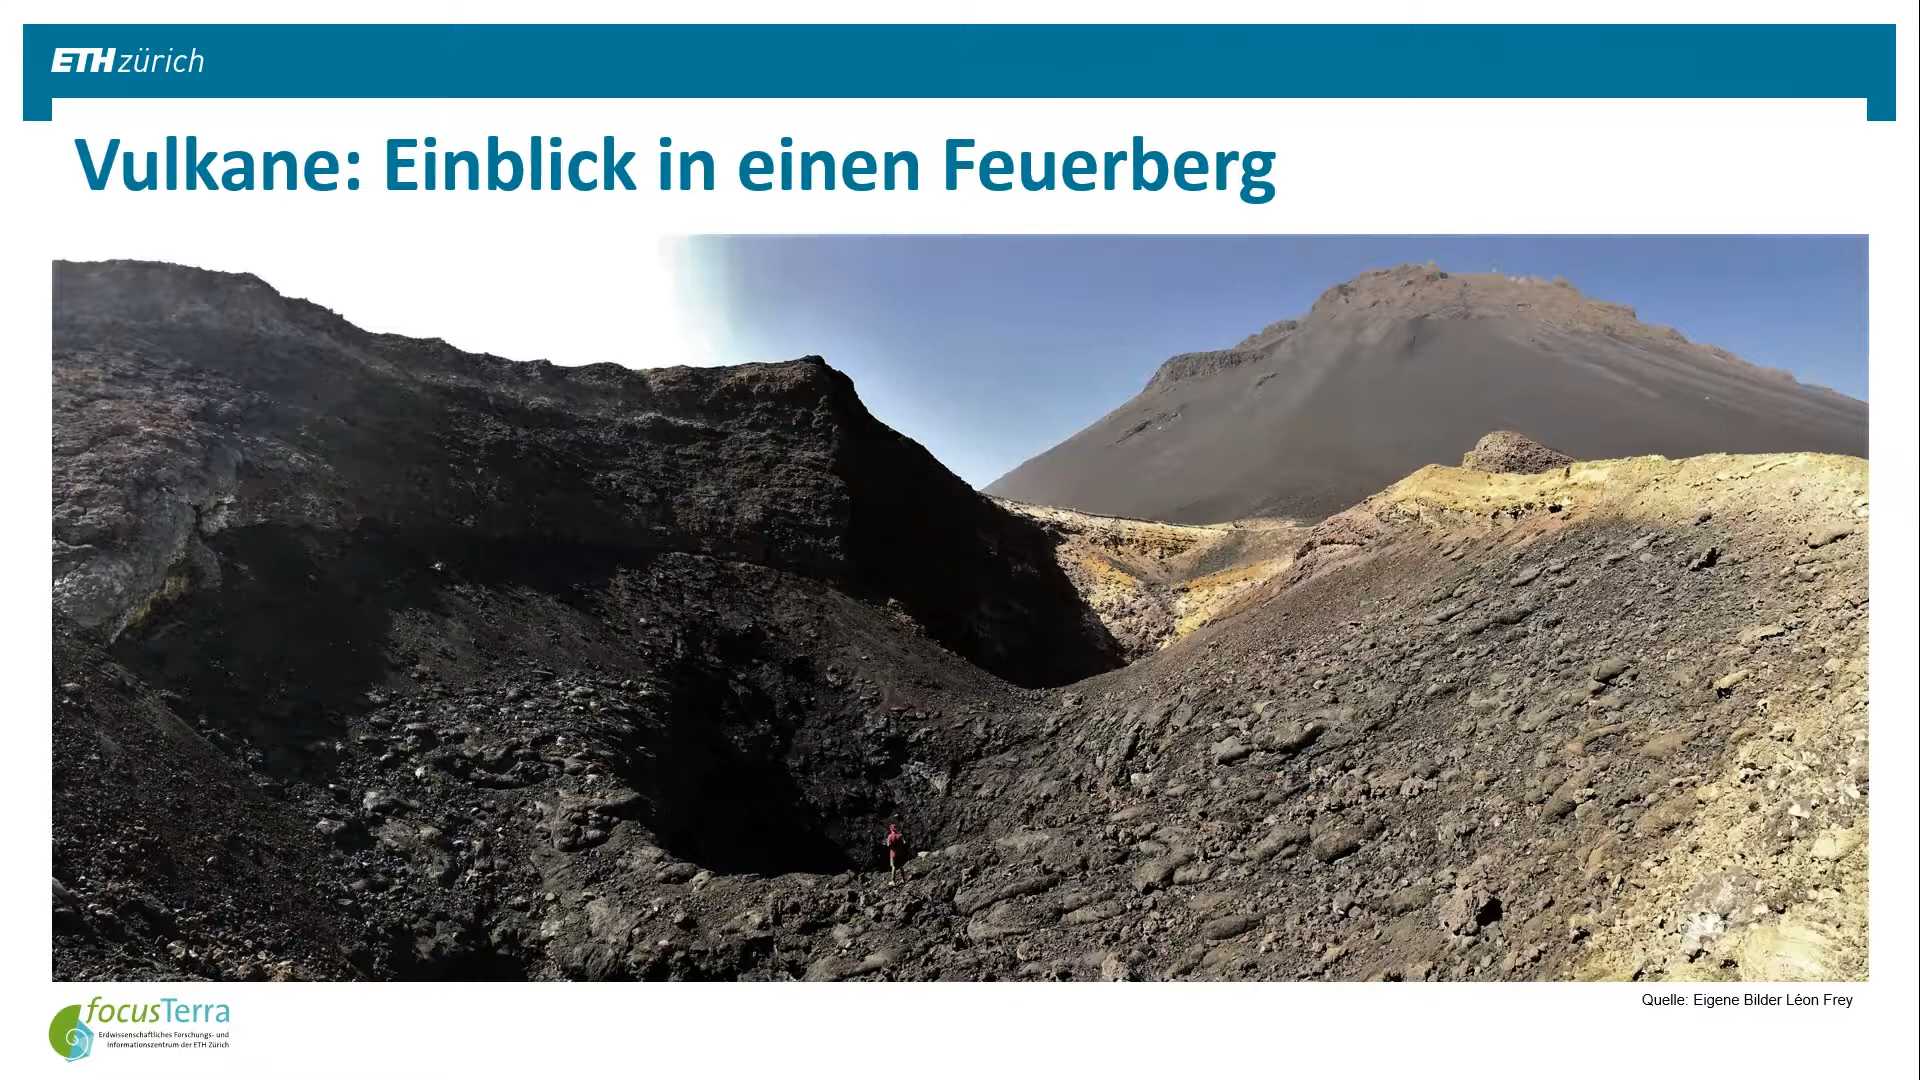 ETH zürich
Vulkane: Einblick in einen Feuerberg
Quelle: Eigene Bilder Léon Frey
focusTerra
Erdwissenschaftliches Forschungs- und
Informationszentrum der ETH Zürich